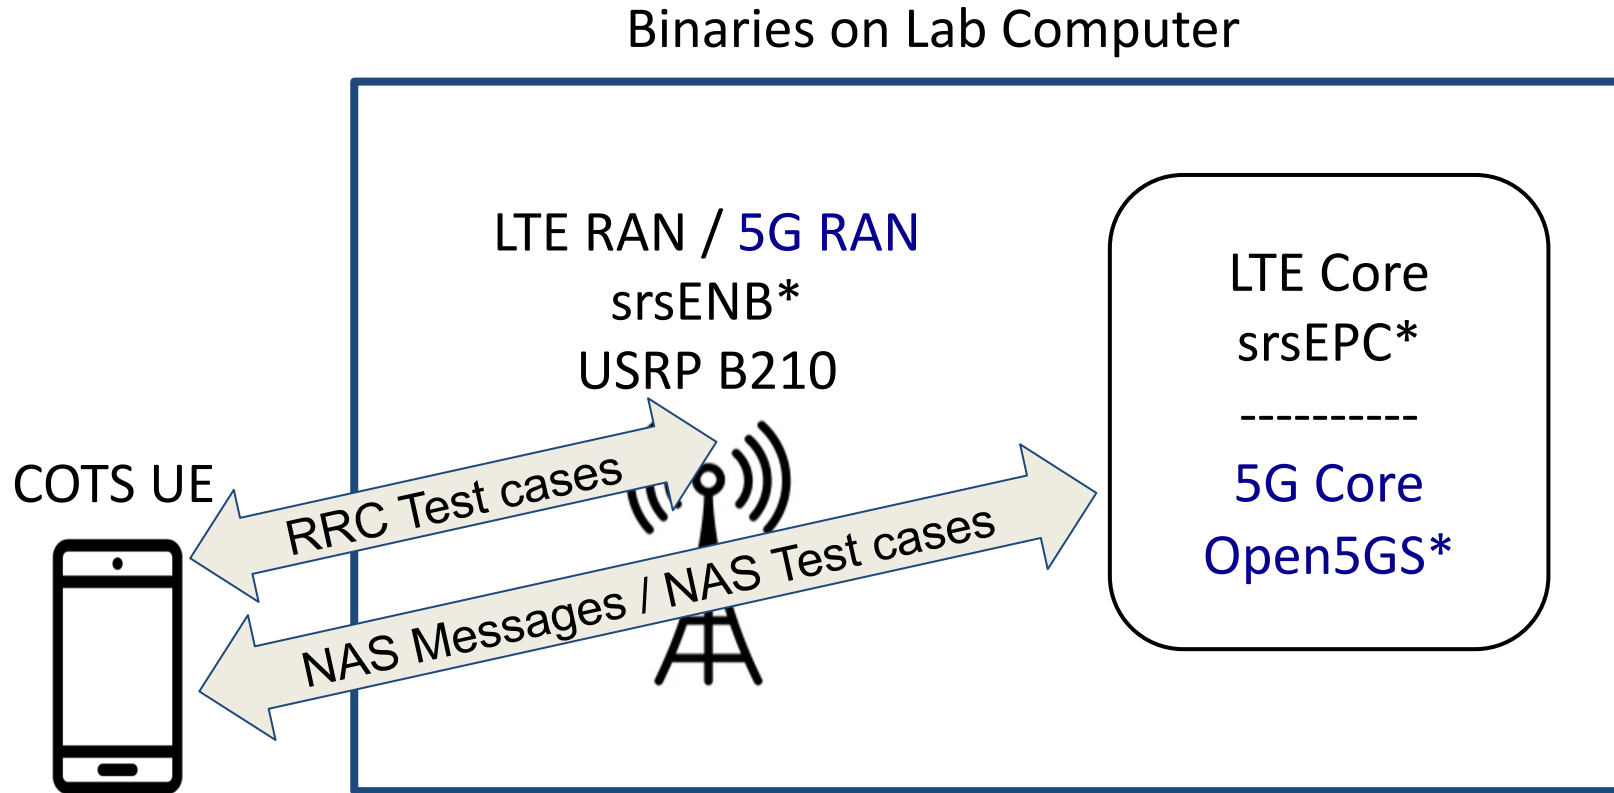 Binaries on Lab Computer
LTE RAN / 5G RAN
srsENB*
USRP B210
LTE Core
srsEPC*
----------
5G Core
Open5GS*
COTS UE
RRC Test cases
NAS Messages / NAS Test cases